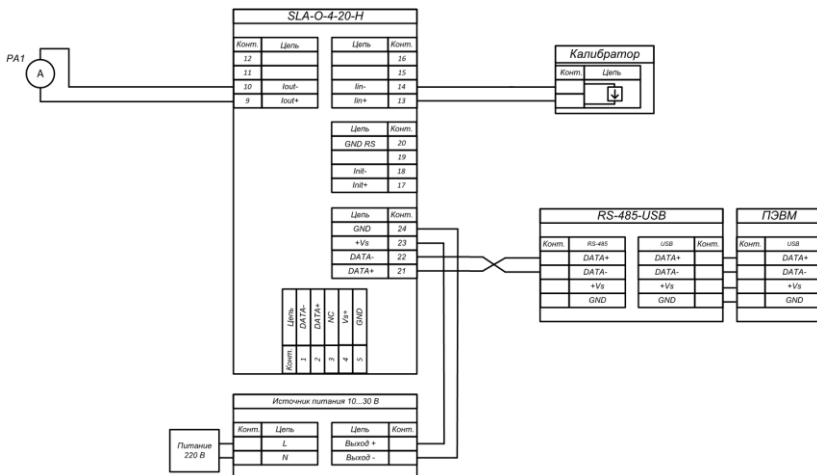 SLA-O-4-20-H
Конт. Цепь Цепь Конт.
12 16
11 15
10 Iout- Iin- 14
9 Iout+ Iin+ 13
PA1
A
Калибратор
Конт. Цепь
Цепь Конт.
GND RS 20
19
Init- 18
Init+ 17
Цепь Конт.
GND 24
+Vs 23
DATA- 22
DATA+ 21
RS-485-USB
Конт. RS-485 USB Конт.
DATA+ DATA+
DATA- DATA-
+Vs +Vs
GND GND
ПЭВМ
Конт. USB
DATA+
DATA-
+Vs
GND
Цепь DATA- DATA+ NC Vs+ GND
Конт. 1 2 3 4 5
Источник питания 10...30 В
Конт. Цепь Цепь Конт.
L Выход +
N Выход -
Питание
220 В